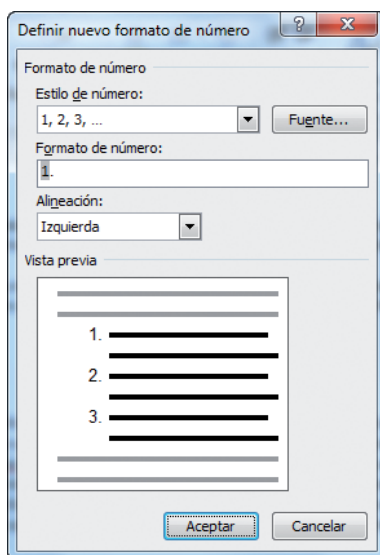 Definir nuevo formato de número
Formato de número
Estilo de número:
1, 2, 3, ...
Fuente...
Formato de número:
1.
Alineación:
Izquierda
Vista previa
1.
2.
3.
Aceptar Cancelar